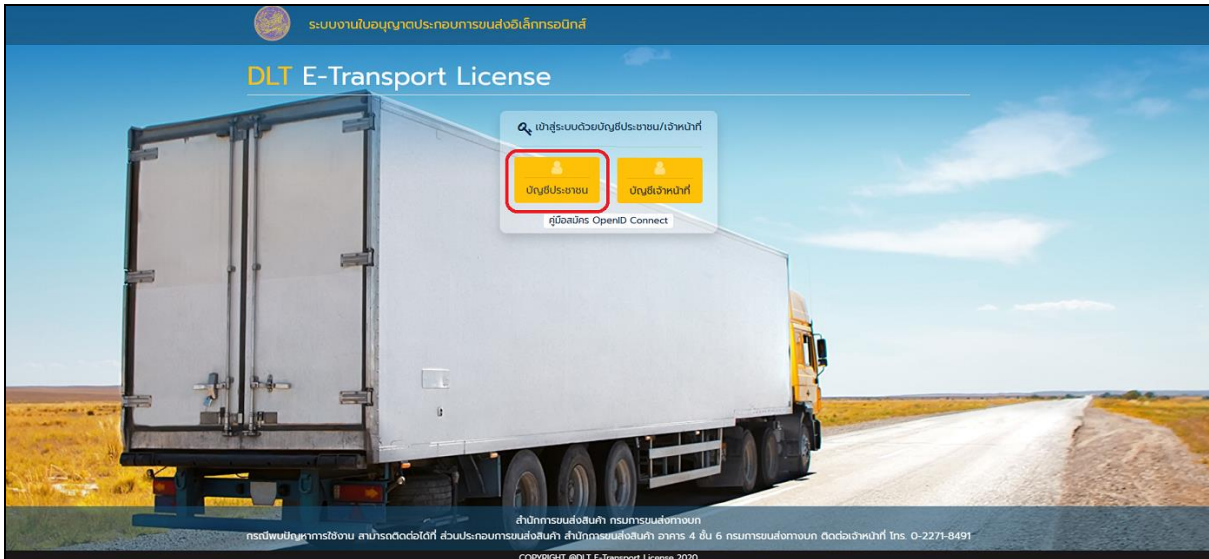 ระบบงานใบอนุญาตประกอบการขนส่งอิเล็กทรอนิกส์
DLT E-Transport License
เข้าสู่ระบบด้วยบัญชีประชาชน/เจ้าหน้าที่
บัญชีประชาชน
บัญชีเจ้าหน้าที่
คู่มือสมัคร OpenID Connect
สำนักการขนส่งสินค้า กรมการขนส่งทางบก
กรณีพบปัญหาการใช้งาน สามารถติดต่อได้ที่ ส่วนประกอบการขนส่งสินค้า สำนักการขนส่งสินค้า อาคาร 4 ชั้น 6 กรมการขนส่งทางบก ติดต่อเจ้าหน้าที่ โทร. 0-2271-8491
COPYRIGHT @DLT E-Transport License 2020